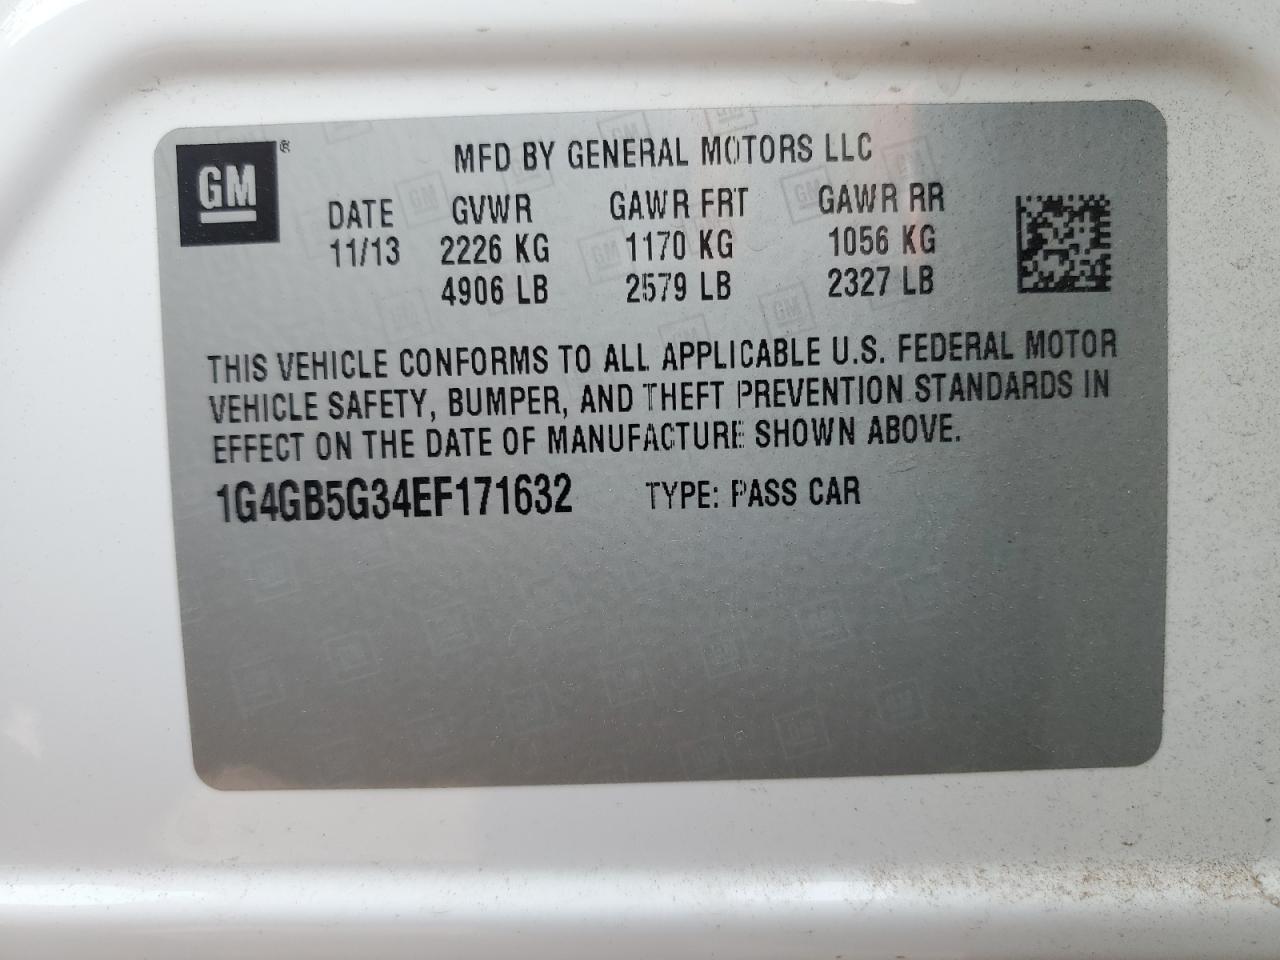 GM ®
MFD BY GENERAL MOTORS LLC
DATE GVWR GAWR FRT GAWR RR
11/13 2226 KG 1170 KG 1056 KG
4906 LB 2579 LB 2327 LB
THIS VEHICLE CONFORMS TO ALL APPLICABLE U.S. FEDERAL MOTOR
VEHICLE SAFETY, BUMPER, AND THEFT PREVENTION STANDARDS IN
EFFECT ON THE DATE OF MANUFACTURE SHOWN ABOVE.
1G4GB5G34EF171632 TYPE: PASS CAR